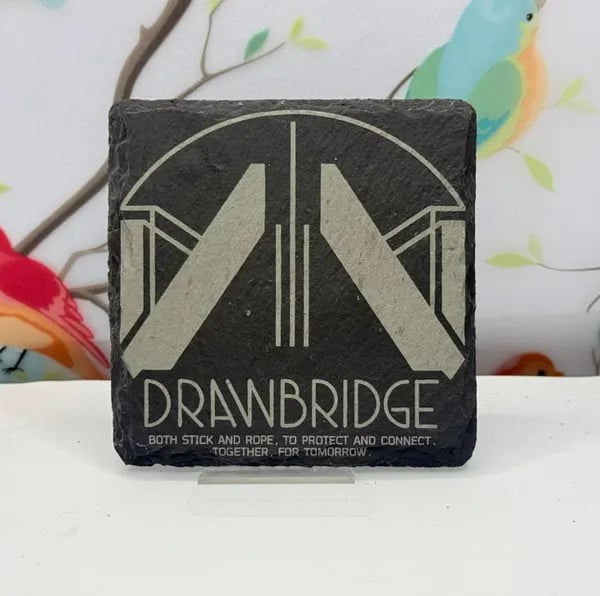 DRAWBRIDGE
BOTH STICK AND ROPE, TO PROTECT AND CONNECT.
TOGETHER, FOR TOMORROW.